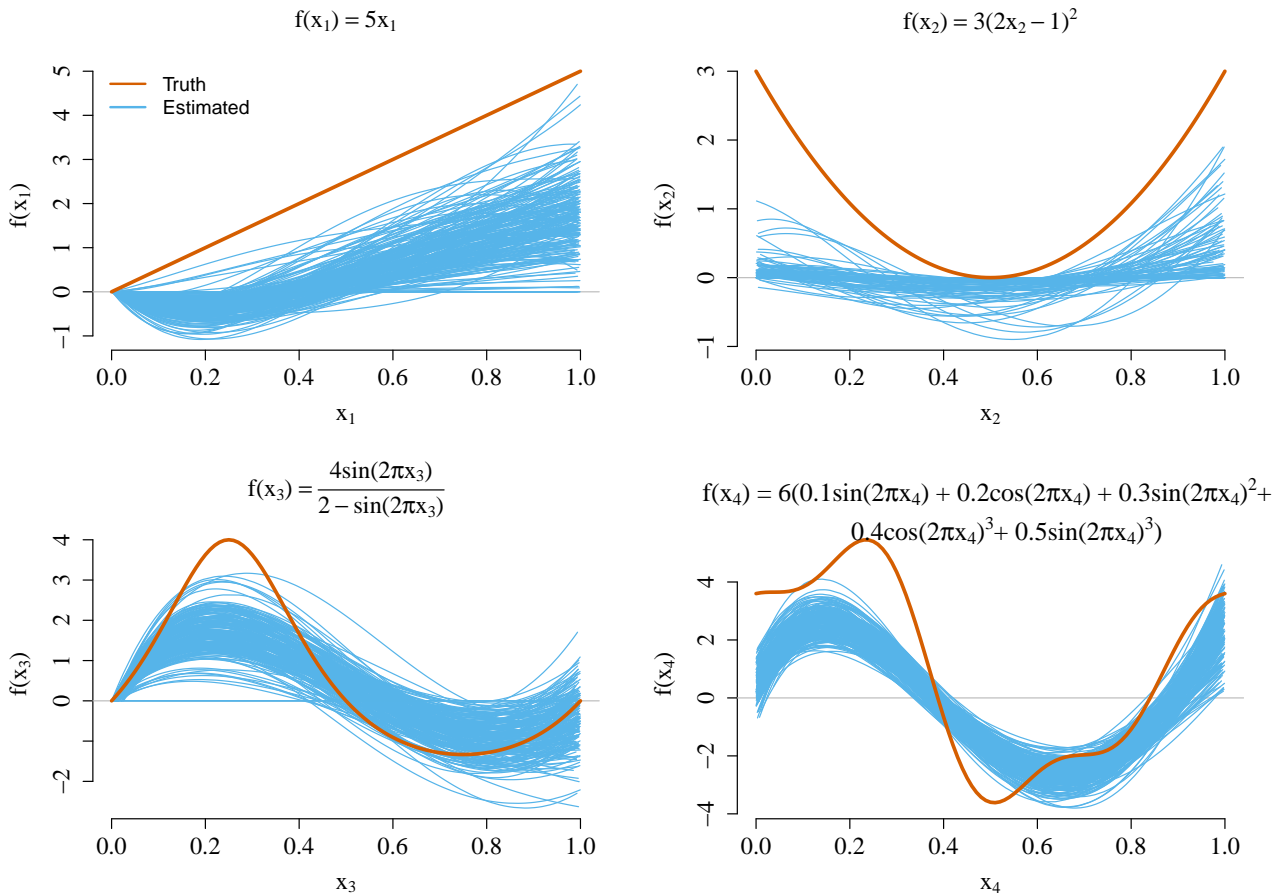 f(x₁) = 5x₁
f(x₁)
5
4
3
2
1
0
−1
Truth
Estimated
0.0 0.2 0.4 0.6 0.8 1.0
x₁
f(x₂) = 3(2x₂ − 1)²
f(x₂)
3
2
1
0
−1
0.0 0.2 0.4 0.6 0.8 1.0
x₂
f(x₃) = 4sin(2πx₃) / 2 − sin(2πx₃)
f(x₃)
4
3
2
1
0
−2
0.0 0.2 0.4 0.6 0.8 1.0
x₃
f(x₄) = 6(0.1sin(2πx₄) + 0.2cos(2πx₄) + 0.3sin(2πx₄)²+
0.4cos(2πx₄)³+ 0.5sin(2πx₄)³)
f(x₄)
4
2
0
−2
−4
0.0 0.2 0.4 0.6 0.8 1.0
x₄